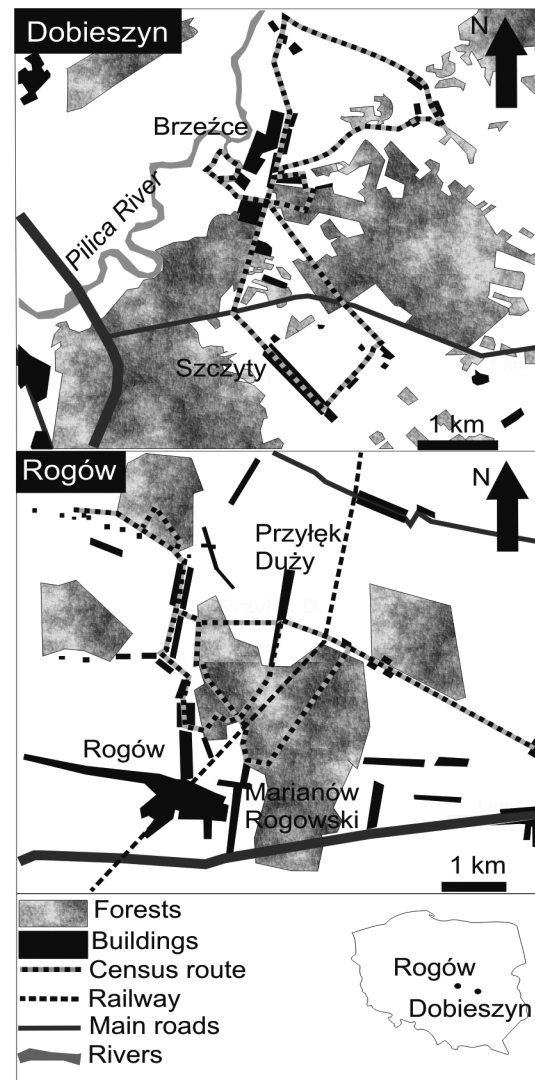 Dobieszyn
N
Brzeźce
Pilica River
Szczyty
1 km
Rogów
N
Przyłęk
Duży
Rogów
Marianów
Rogowski
1 km
Forests
Buildings
Census route
Railway
Main roads
Rivers
Rogów
Dobieszyn